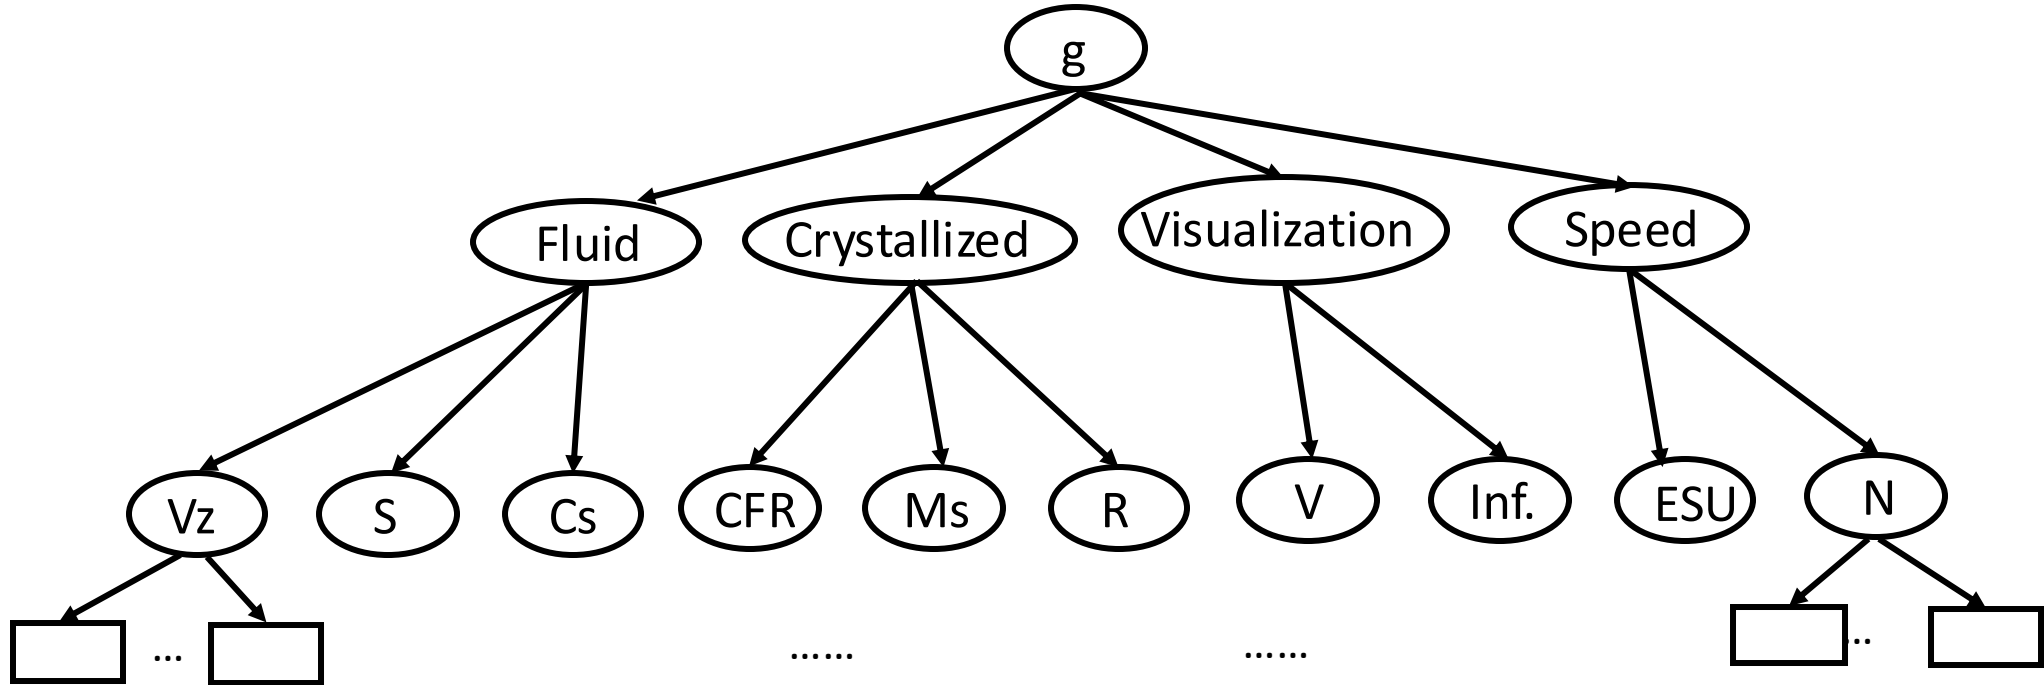 g
Fluid
Crystallized
Visualization
Speed
Vz
S
Cs
CFR
Ms
R
V
Inf.
ESU
N
...
......
......
...